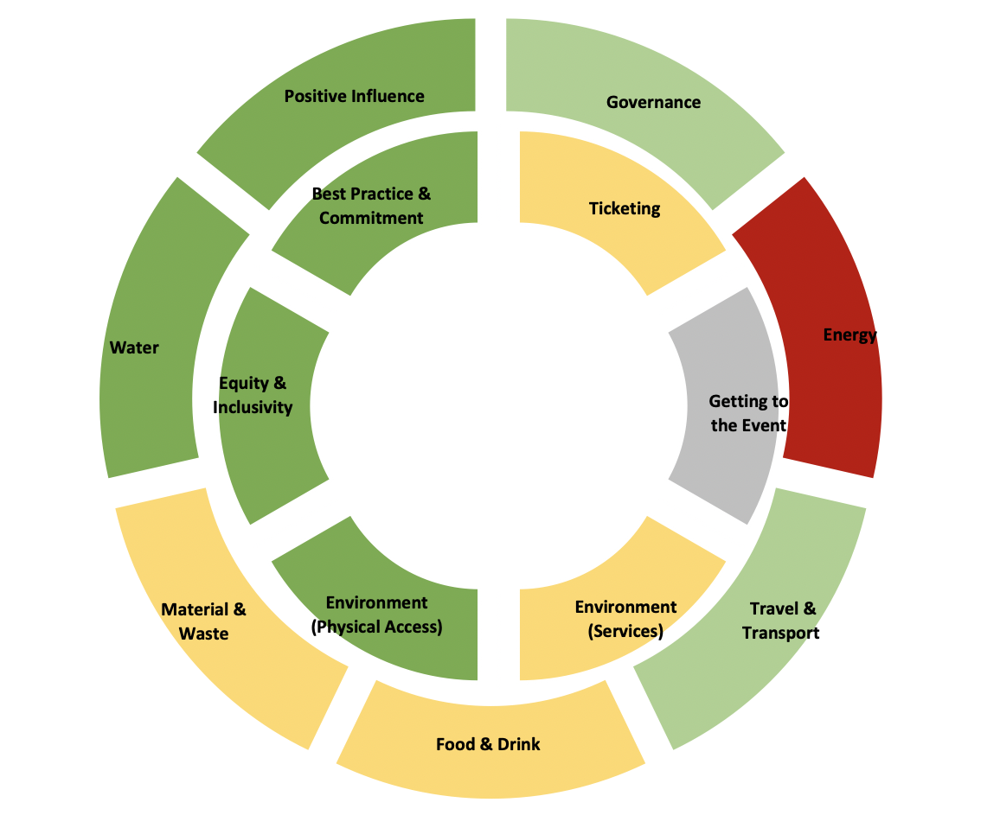 Positive Influence
Governance
Best Practice &
Commitment
Ticketing
Water
Energy
Equity &
Inclusivity
Getting to
the Event
Material &
Waste
Environment
(Physical Access)
Environment
(Services)
Travel &
Transport
Food & Drink